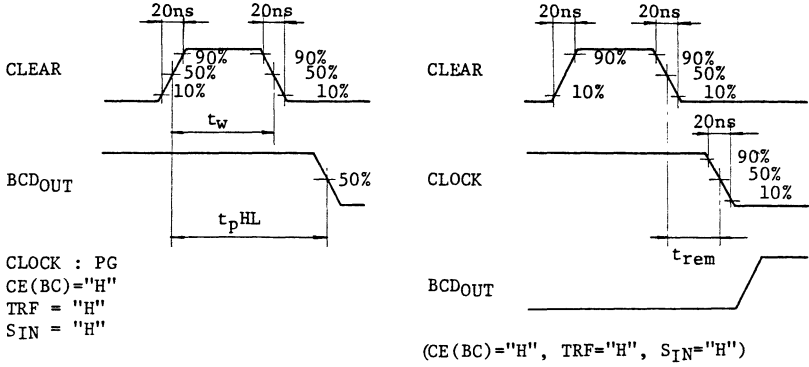 20ns 20ns
CLEAR
90% 90%
50% 50%
10% 10%
tw
BCDOUT
50%
tpHL
CLOCK : PG
CE(BC)="H"
TRF = "H"
SIN = "H"
20ns 20ns
CLEAR
90% 90%
50%
10% 10%
20ns
CLOCK
90%
50%
10%
trem
BCDOUT
(CE(BC)="H", TRF="H", SIN="H")